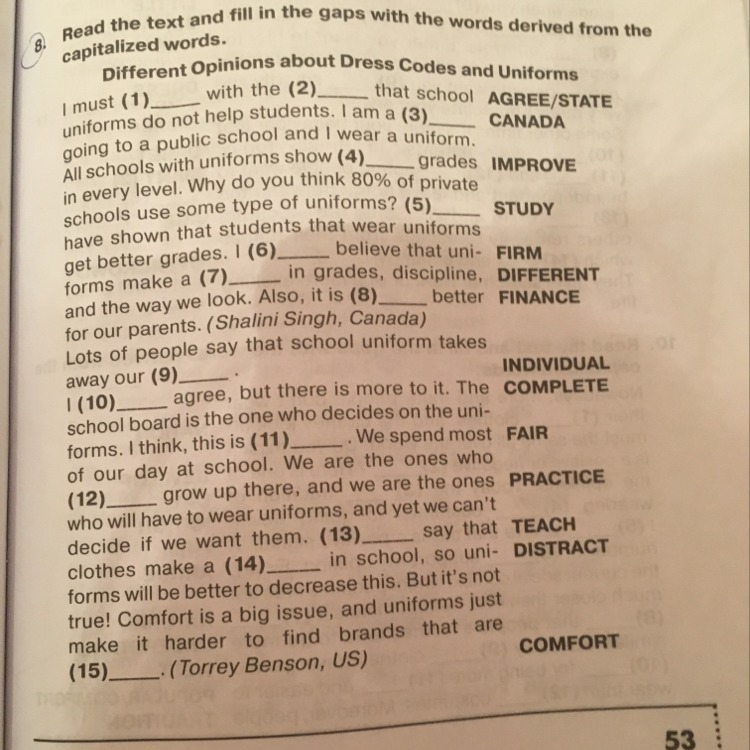 8. Read the text and fill in the gaps with the words derived from the
capitalized words.
Different Opinions about Dress Codes and Uniforms
I must (1)_____ with the (2)_____ that school AGREE/STATE
uniforms do not help students. I am a (3)_____ CANADA
going to a public school and I wear a uniform.
All schools with uniforms show (4)_____ grades IMPROVE
in every level. Why do you think 80% of private
schools use some type of uniforms? (5)_____ STUDY
have shown that students that wear uniforms
get better grades. I (6)_____ believe that uni- FIRM
forms make a (7)_____ in grades, discipline, DIFFERENT
and the way we look. Also, it is (8)_____ better FINANCE
for our parents. (Shalini Singh, Canada)
Lots of people say that school uniform takes
away our (9)_____. INDIVIDUAL
I (10)_____ agree, but there is more to it. The COMPLETE
school board is the one who decides on the uni-
forms. I think, this is (11)_____. We spend most FAIR
of our day at school. We are the ones who
(12)_____ grow up there, and we are the ones PRACTICE
who will have to wear uniforms, and yet we can't
decide if we want them. (13)_____ say that TEACH
clothes make a (14)_____ in school, so uni- DISTRACT
forms will be better to decrease this. But it's not
true! Comfort is a big issue, and uniforms just
make it harder to find brands that are
(15)_____. (Torrey Benson, US) COMFORT
53